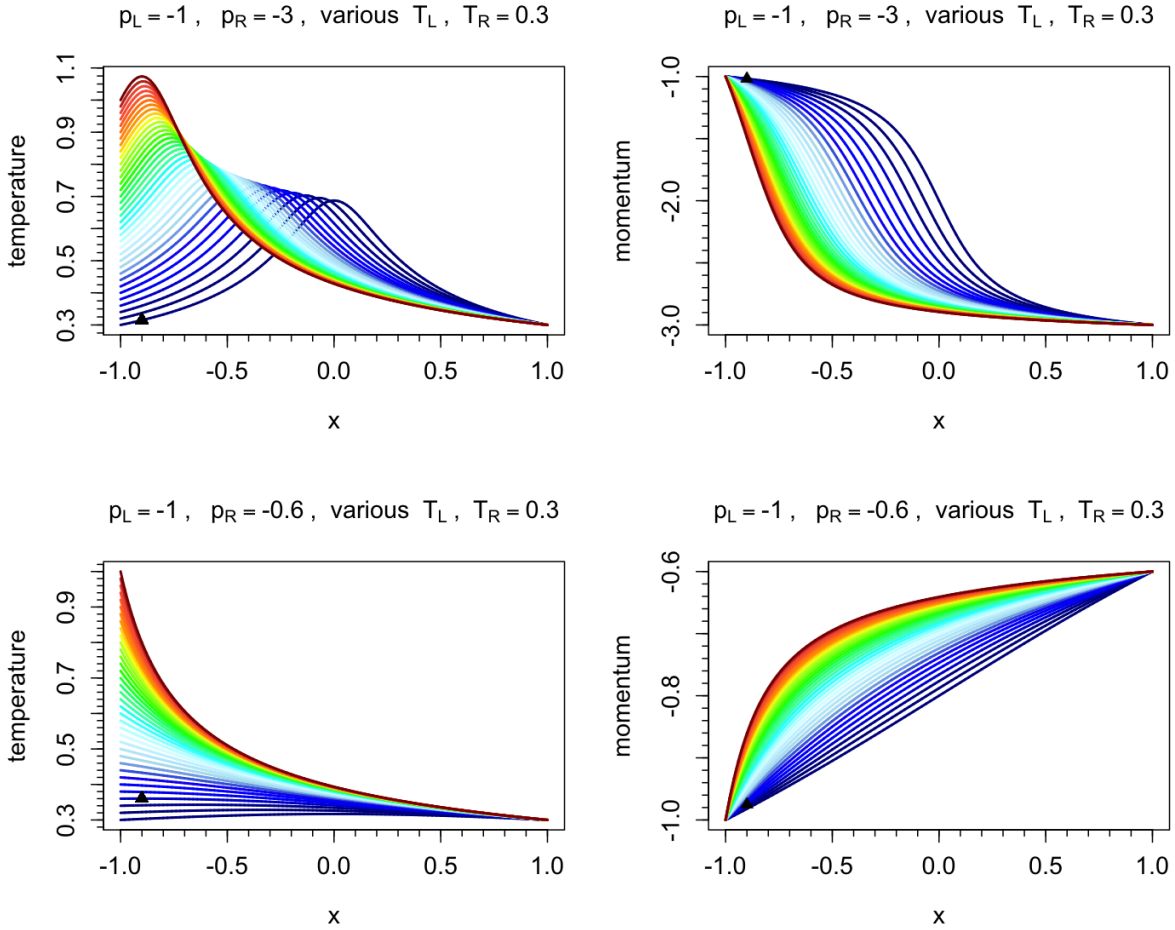 p_L = -1 ,   p_R = -3 ,  various  T_L ,  T_R = 0.3
temperature
1.1
0.9
0.7
0.5
0.3
-1.0 -0.5 0.0 0.5 1.0
x
p_L = -1 ,   p_R = -3 ,  various  T_L ,  T_R = 0.3
momentum
-1.0
-2.0
-3.0
-1.0 -0.5 0.0 0.5 1.0
x
p_L = -1 ,   p_R = -0.6 ,  various  T_L ,  T_R = 0.3
temperature
0.9
0.7
0.5
0.3
-1.0 -0.5 0.0 0.5 1.0
x
p_L = -1 ,   p_R = -0.6 ,  various  T_L ,  T_R = 0.3
momentum
-0.6
-0.8
-1.0
-1.0 -0.5 0.0 0.5 1.0
x